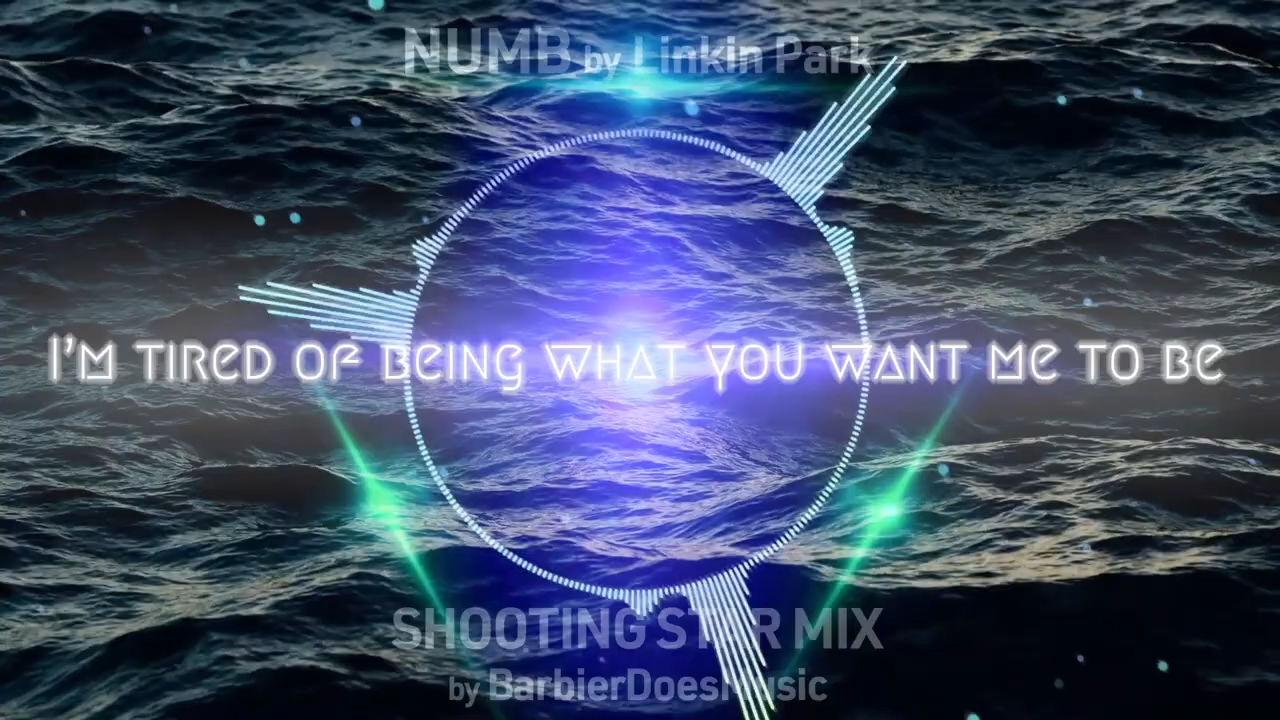 NUMB by Linkin Park
I'M TIRED OF BEING WHAT YOU WANT ME TO BE
SHOOTING STAR MIX
by BarbierDoesMusic